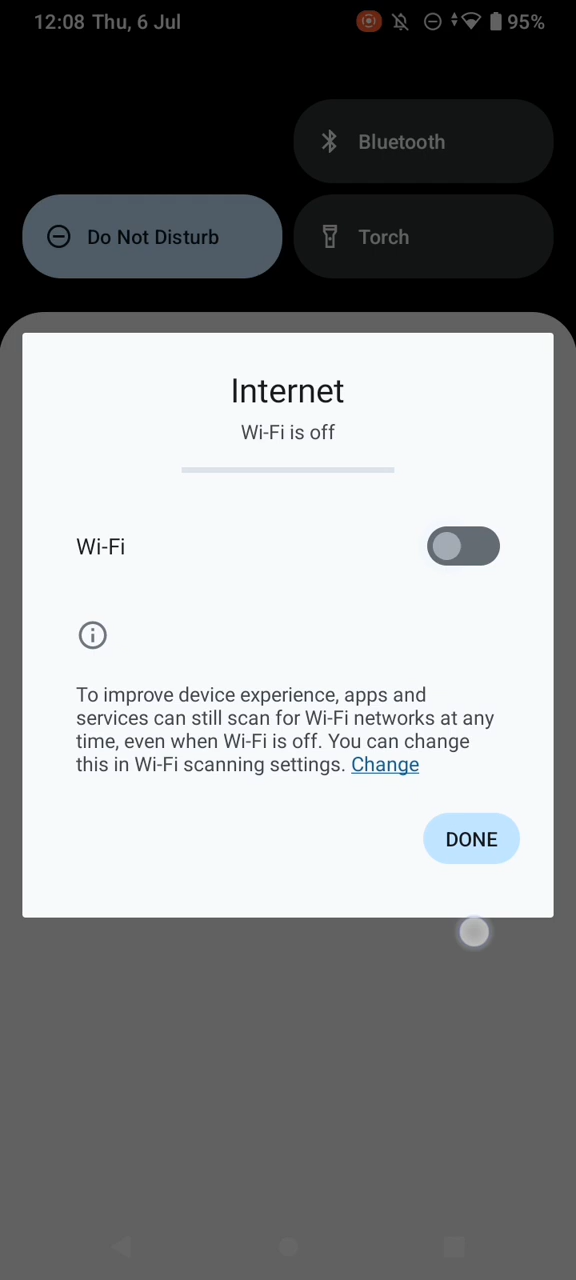 12:08 Thu, 6 Jul 95%
Bluetooth
Do Not Disturb Torch
Internet
Wi-Fi is off
Wi-Fi
To improve device experience, apps and
services can still scan for Wi-Fi networks at any
time, even when Wi-Fi is off. You can change
this in Wi-Fi scanning settings. Change
DONE